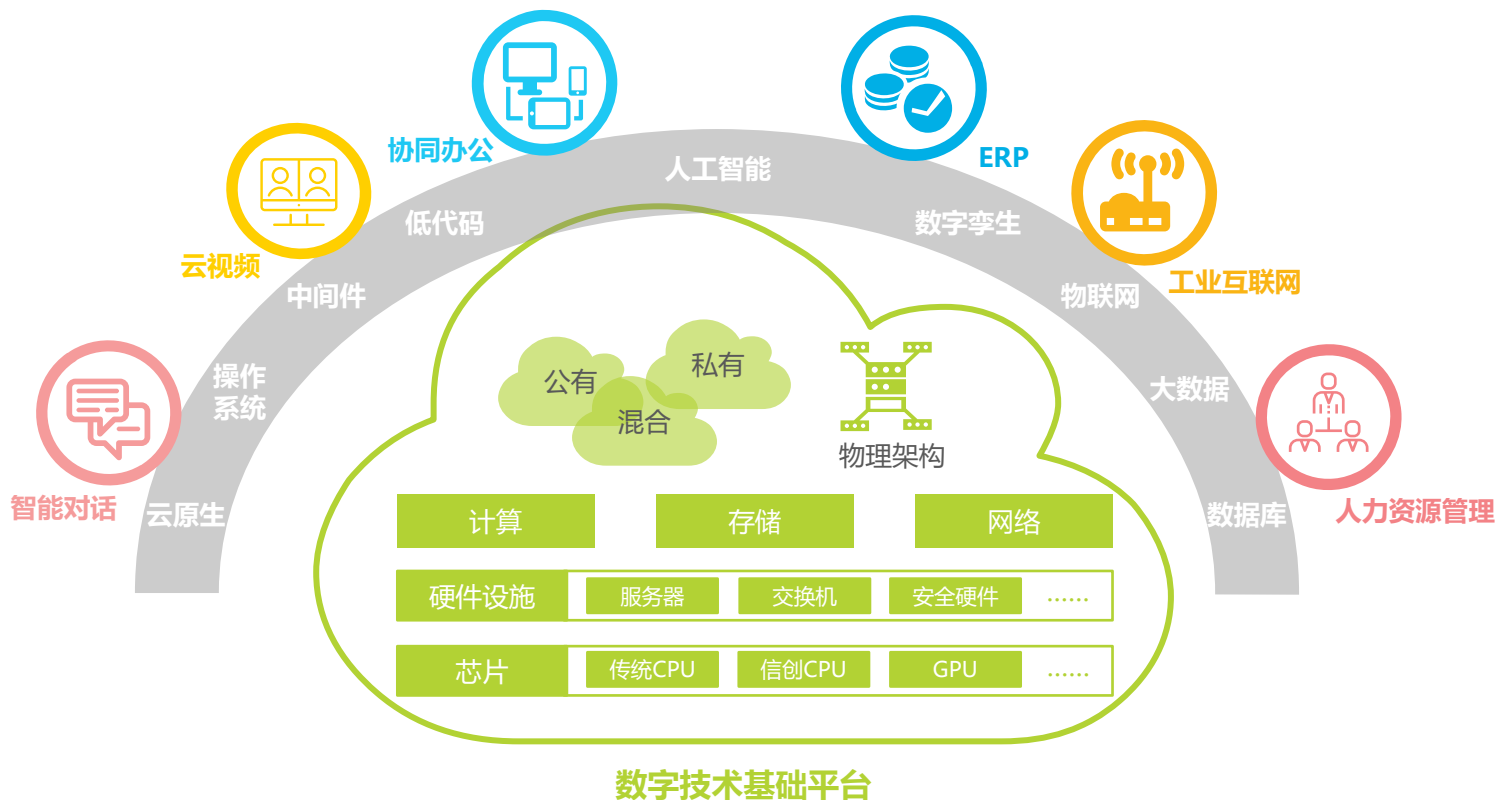 协同办公
ERP
人工智能
低代码
数字孪生
云视频
工业互联网
中间件
物联网
操作
系统
大数据
智能对话
云原生
数据库
人力资源管理
公有
私有
混合
物理架构
计算
存储
网络
硬件设施
服务器
交换机
安全硬件
......
芯片
传统CPU
信创CPU
GPU
......
数字技术基础平台